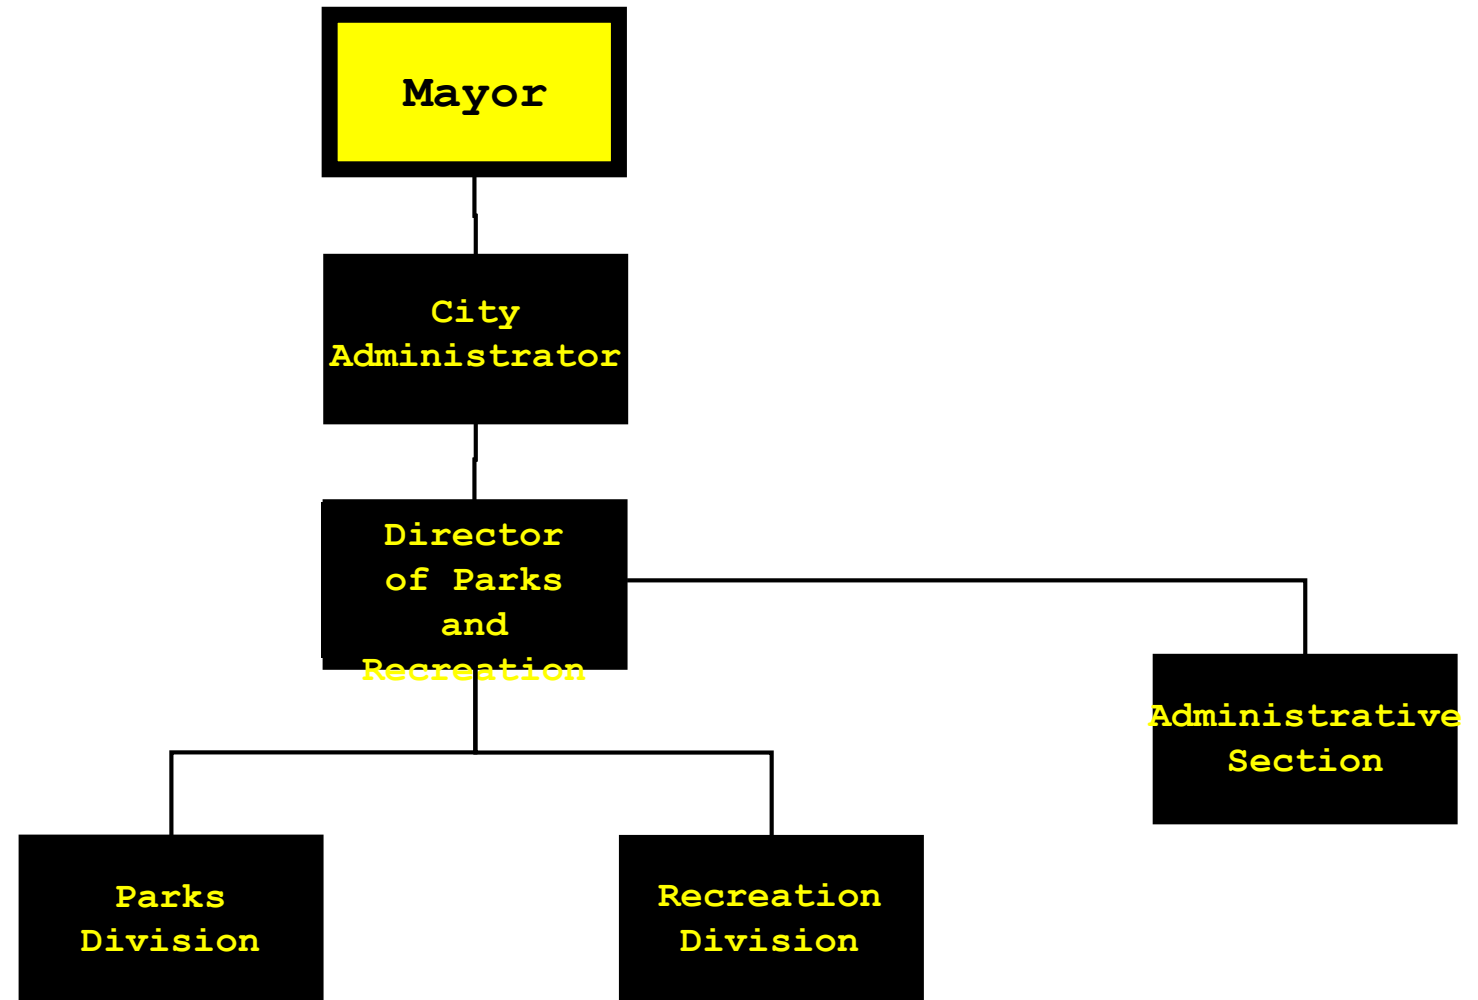 Mayor
City
Administrator
Director
of Parks
and
Recreation
Administrative
Section
Parks
Division
Recreation
Division